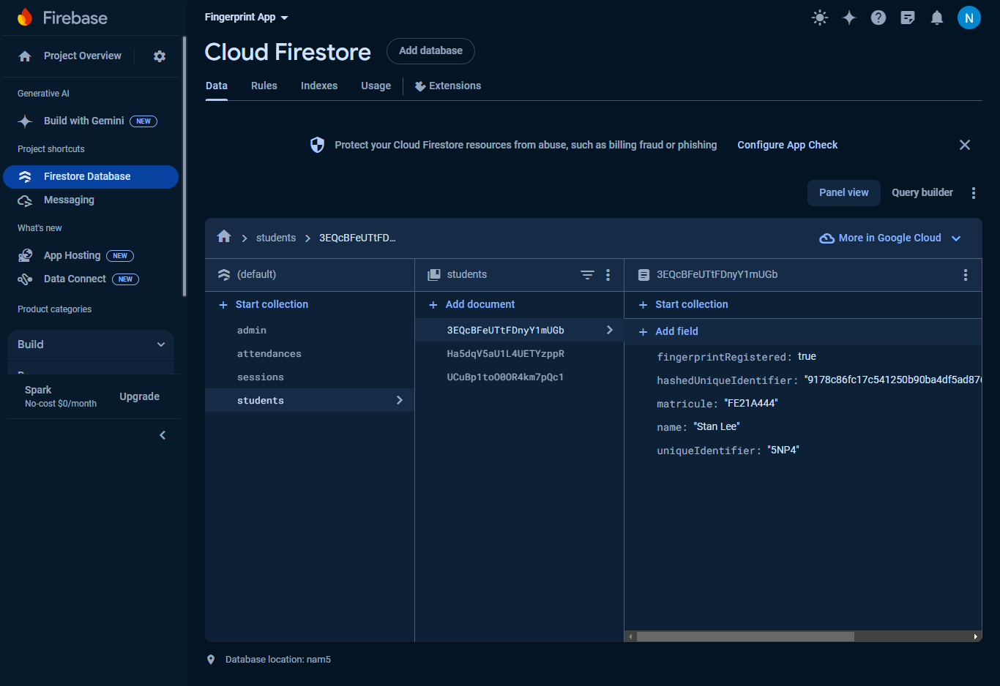 Firebase
Project Overview
Generative AI
Build with Gemini NEW
Project shortcuts
Firestore Database
Messaging
What's new
App Hosting NEW
Data Connect NEW
Product categories
Build
Spark
No-cost $0/month
Upgrade
Fingerprint App
N
Cloud Firestore
Add database
Data Rules Indexes Usage Extensions
Protect your Cloud Firestore resources from abuse, such as billing fraud or phishing Configure App Check
Panel view Query builder
students 3EQcBFeUTtFD... More in Google Cloud
(default)
Start collection
admin
attendances
sessions
students
students
Add document
3EQcBFeUTtFDnyY1mUGb
Ha5dqV5aU1L4UETYzppR
UCuBp1toO0OR4km7pQc1
3EQcBFeUTtFDnyY1mUGb
Start collection
Add field
fingerprintRegistered: true
hashedUniqueIdentifier: "9178c86fc17c541250b90ba4df5ad876
matricule: "FE21A444"
name: "Stan Lee"
uniqueIdentifier: "5NP4"
Database location: nam5